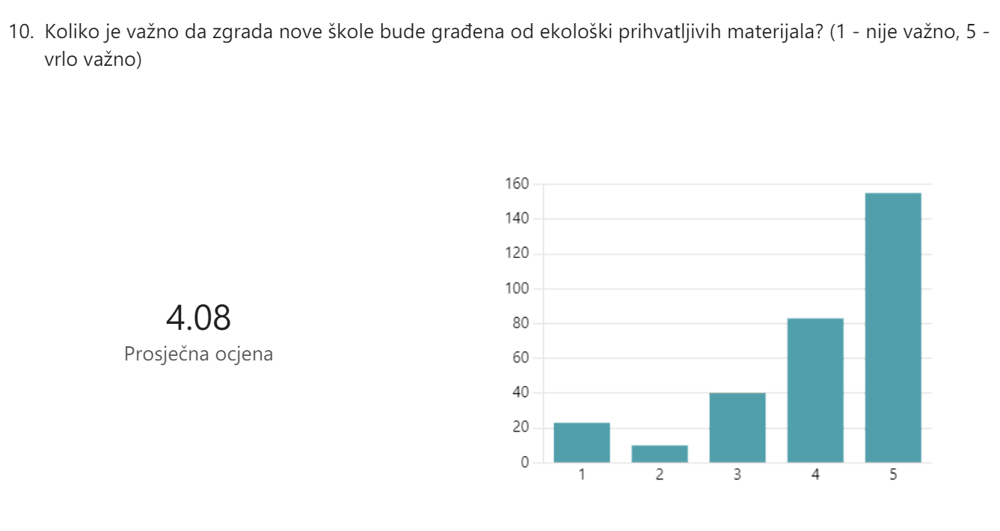 10. Koliko je važno da zgrada nove škole bude građena od ekološki prihvatljivih materijala? (1 - nije važno, 5 -
vrlo važno)
4.08
Prosječna ocjena
160
140
120
100
80
60
40
20
0
1 2 3 4 5